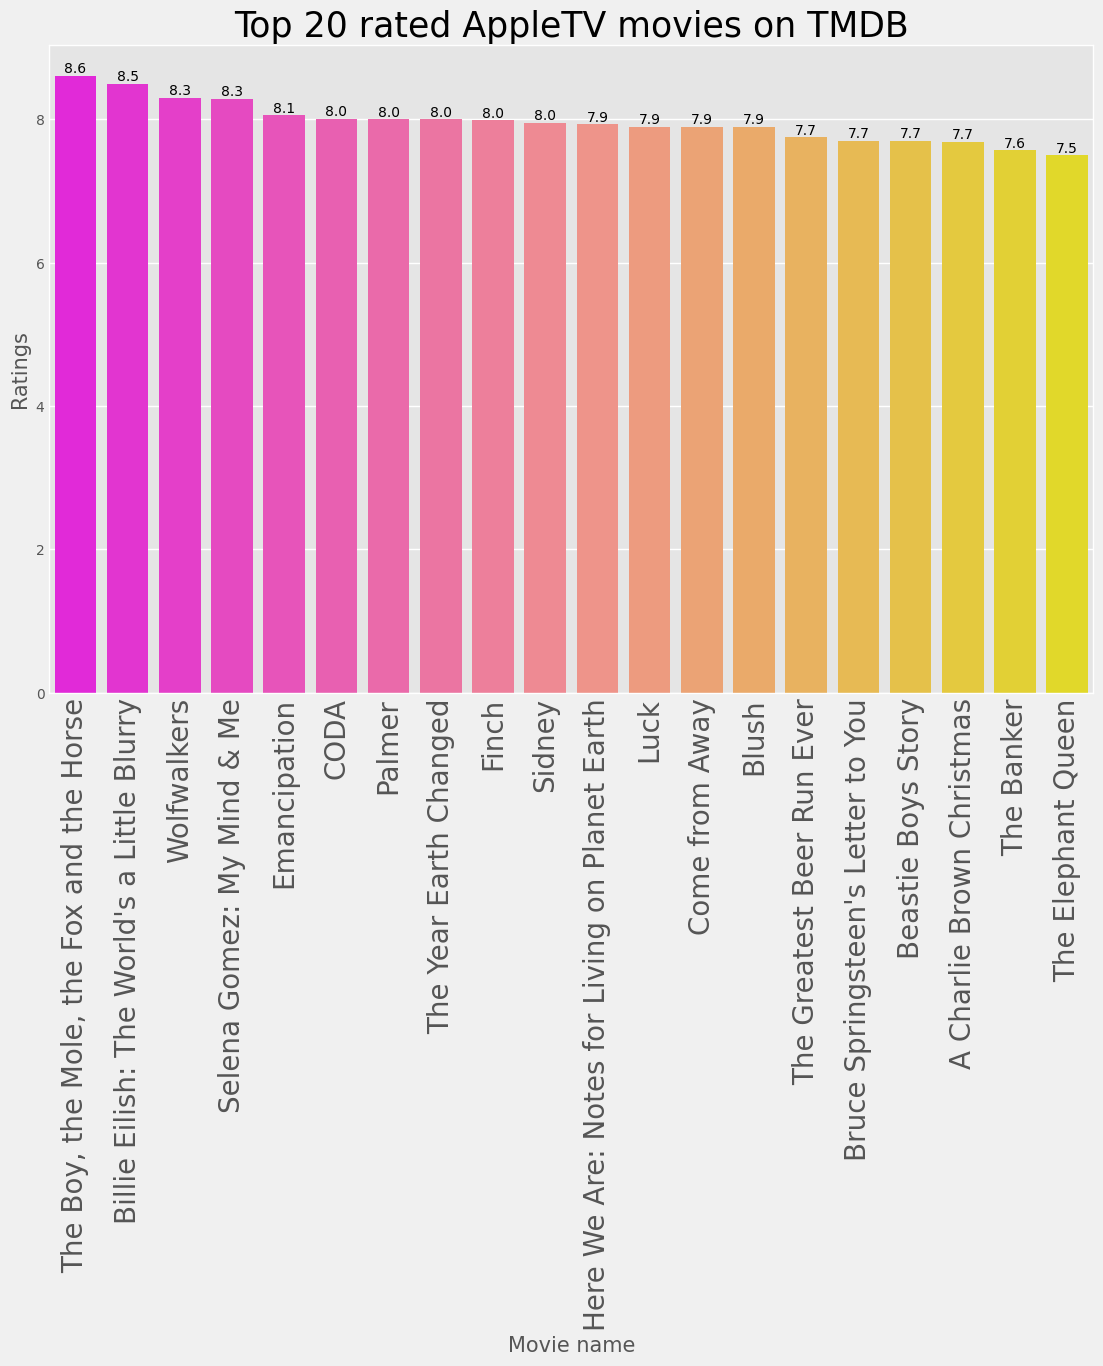 Top 20 rated AppleTV movies on TMDB
8.6
8.5
8.3
8.3
8.1
8.0
8.0
8.0
8.0
8.0
7.9
7.9
7.9
7.9
7.7
7.7
7.7
7.7
7.6
7.5
8
6
4
2
0
Ratings
The Boy, the Mole, the Fox and the Horse
Billie Eilish: The World's a Little Blurry
Wolfwalkers
Selena Gomez: My Mind & Me
Emancipation
CODA
Palmer
The Year Earth Changed
Finch
Sidney
Here We Are: Notes for Living on Planet Earth
Luck
Come from Away
Blush
The Greatest Beer Run Ever
Bruce Springsteen's Letter to You
Beastie Boys Story
A Charlie Brown Christmas
The Banker
The Elephant Queen
Movie name